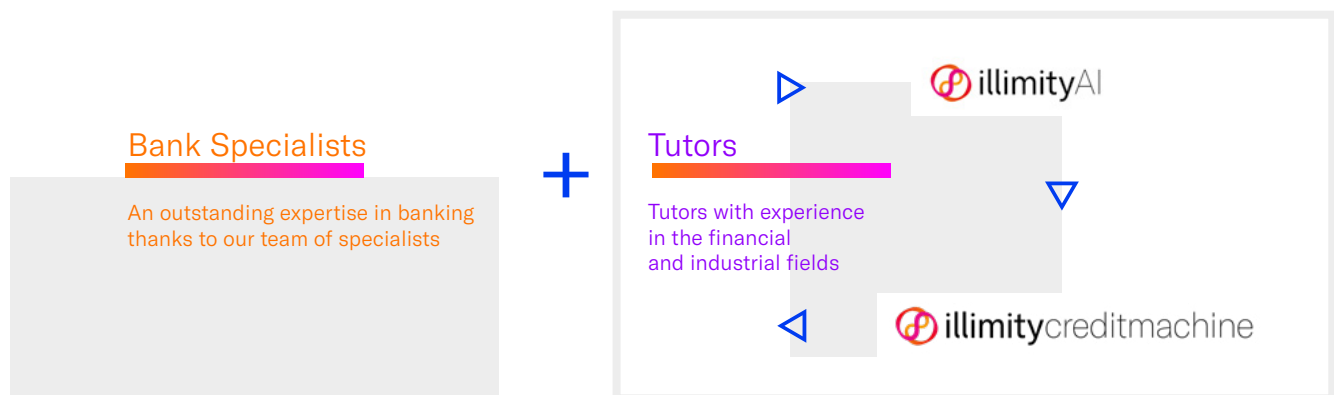 Bank Specialists
An outstanding expertise in banking
thanks to our team of specialists
+
Tutors
Tutors with experience
in the financial
and industrial fields
illimityAI
illimitycreditmachine